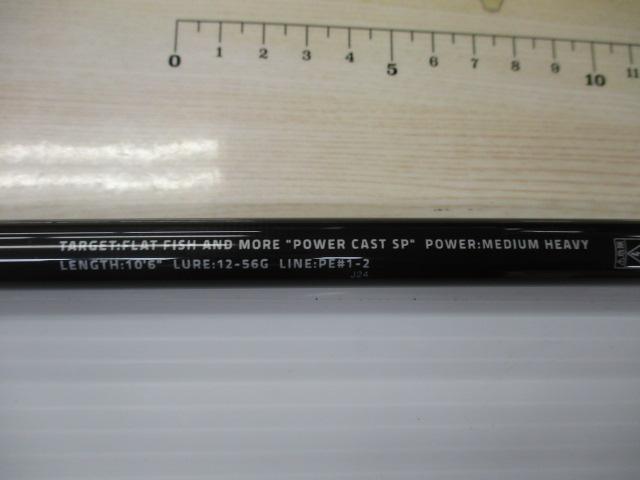 0 1 2 3 4 5 6 7 8 9 10 11
TARGET:FLAT FISH AND MORE "POWER CAST SP" POWER:MEDIUM HEAVY
LENGTH:10'6" LURE:12-56G LINE:PE#1-2
J24